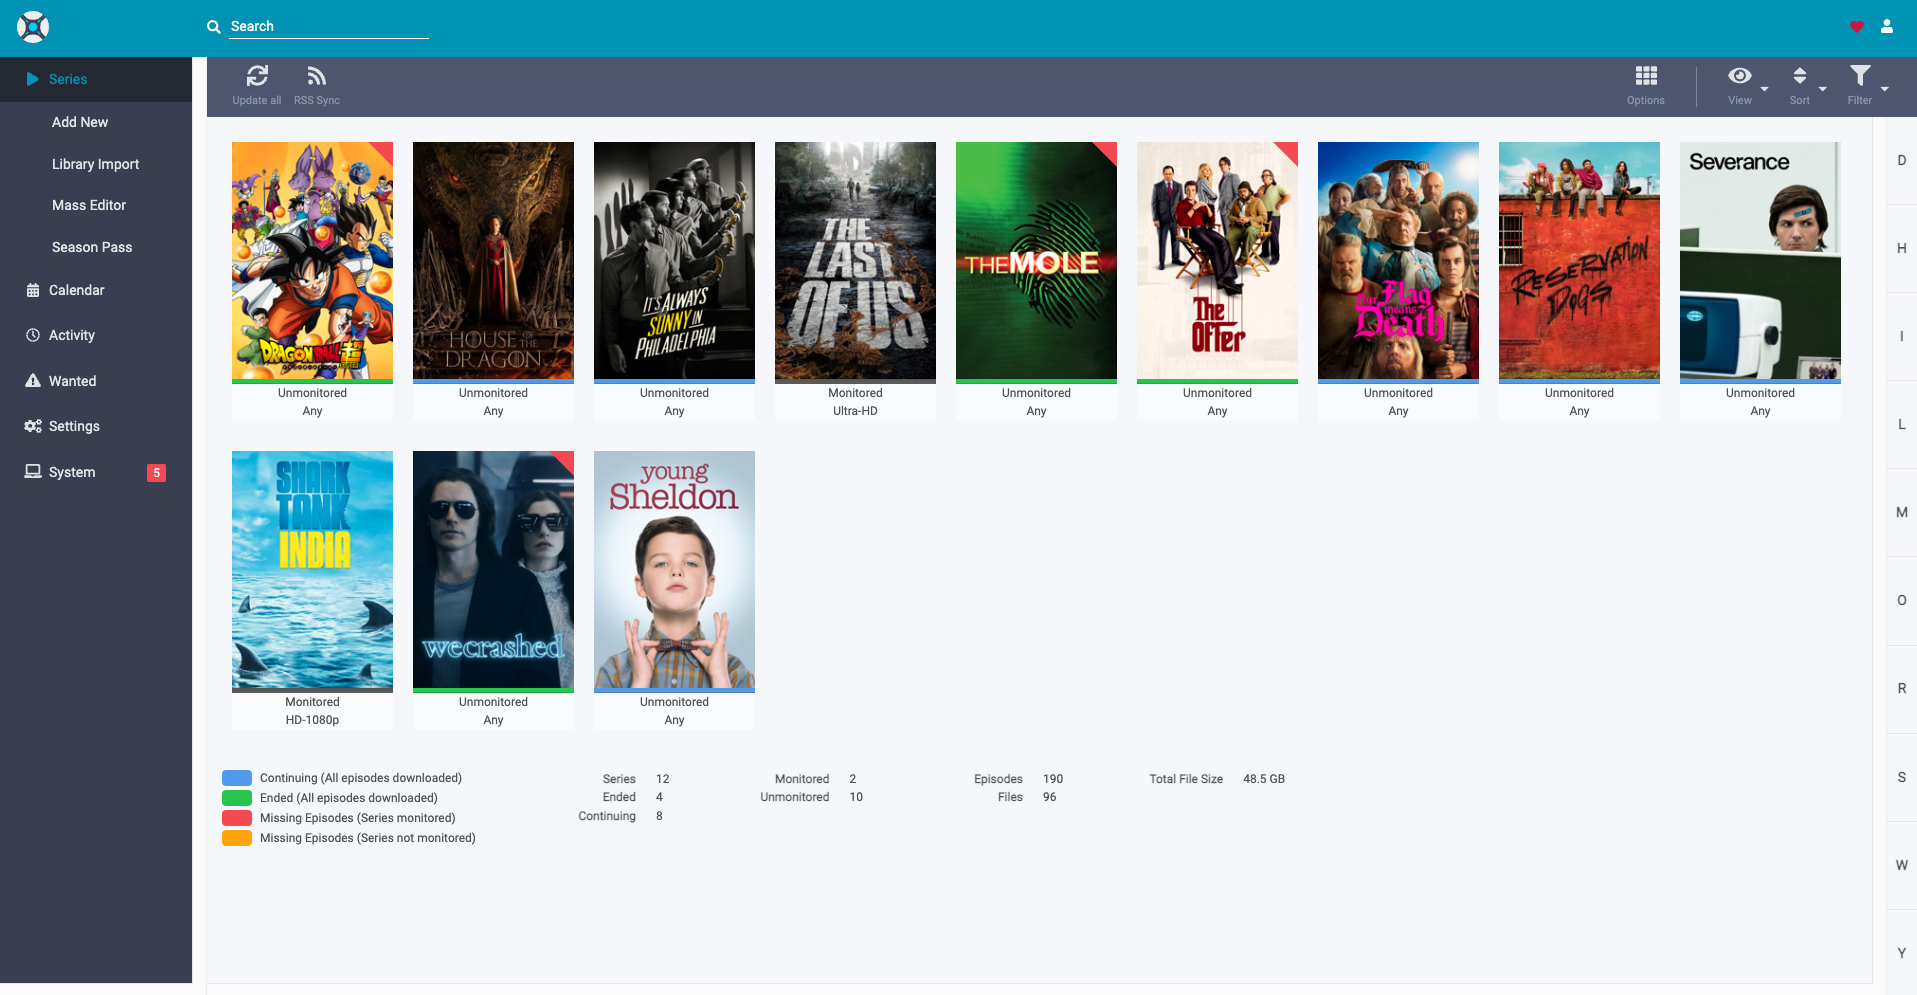 Search
Series
Add New
Library Import
Mass Editor
Season Pass
Calendar
Activity
Wanted
Settings
System 5
Update all RSS Sync
Options View Sort Filter
DRAGONBALL
Unmonitored
Any
HOUSE OF THE
DRAGON
Unmonitored
Any
IT'S ALWAYS
SUNNY IN
PHILADELPHIA
Unmonitored
Any
THE
LAST
OF US
Monitored
Ultra-HD
THE MOLE
Unmonitored
Any
The
Offer
Unmonitored
Any
Our Flag
means
Death
Unmonitored
Any
RESERVATION
DOGS
Unmonitored
Any
Severance
Unmonitored
Any
SHARK
TANK
INDIA
Monitored
HD-1080p
wecrashed
Unmonitored
Any
young
Sheldon
Unmonitored
Any
Continuing (All episodes downloaded)
Ended (All episodes downloaded)
Missing Episodes (Series monitored)
Missing Episodes (Series not monitored)
Series 12
Ended 4
Continuing 8
Monitored 2
Unmonitored 10
Episodes 190
Files 96
Total File Size 48.5 GB
D
H
I
L
M
O
R
S
W
Y